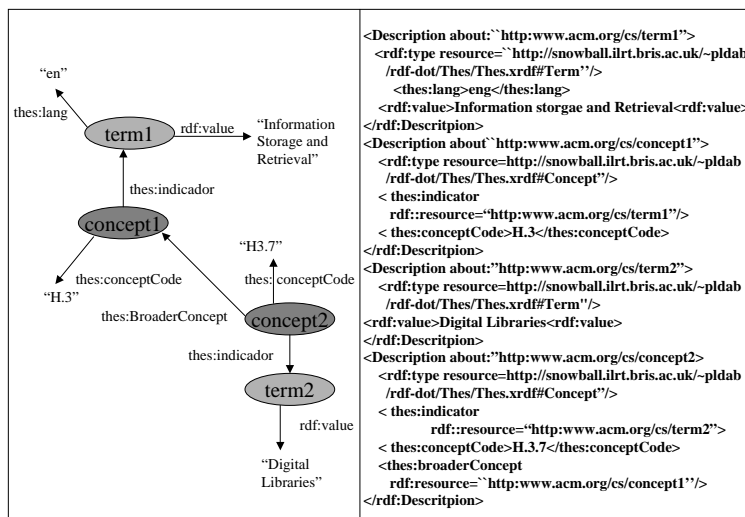 “en”
thes:lang
term1
rdf:value
“Information
Storage and
Retrieval”
thes:indicador
concept1
thes:conceptCode
“H.3”
“H3.7”
thes: conceptCode
thes:BroaderConcept
concept2
thes:indicador
term2
rdf:value
“Digital
Libraries”
<Description about:``http:www.acm.org/cs/term1”>
<rdf:type resource=``http://snowball.ilrt.bris.ac.uk/~pldab
/rdf-dot/Thes/Thes.xrdf#Term’’/>
<thes:lang>eng</thes:lang>
<rdf:value>Information storgae and Retrieval<rdf:value>
</rdf:Descritpion>
<Description about``http:www.acm.org/cs/concept1”>
<rdf:type resource=http://snowball.ilrt.bris.ac.uk/~pldab
/rdf-dot/Thes/Thes.xrdf#Concept”/>
< thes:indicator
rdf::resource=“http:www.acm.org/cs/term1”/>
< thes:conceptCode>H.3</thes:conceptCode>
</rdf:Descritpion>
<Description about:”http:www.acm.org/cs/term2”>
<rdf:type resource=http://snowball.ilrt.bris.ac.uk/~pldab
/rdf-dot/Thes/Thes.xrdf#Term"/>
<rdf:value>Digital Libraries<rdf:value>
</rdf:Descritpion>
<Description about:”http:www.acm.org/cs/concept2>
<rdf:type resource=http://snowball.ilrt.bris.ac.uk/~pldab
/rdf-dot/Thes/Thes.xrdf#Concept”/>
< thes:indicator
rdf::resource=“http:www.acm.org/cs/term2”>
< thes:conceptCode>H.3.7</thes:conceptCode>
<thes:broaderConcept
rdf:resource=``http:www.acm.org/cs/concept1’’/>
</rdf:Descritpion>